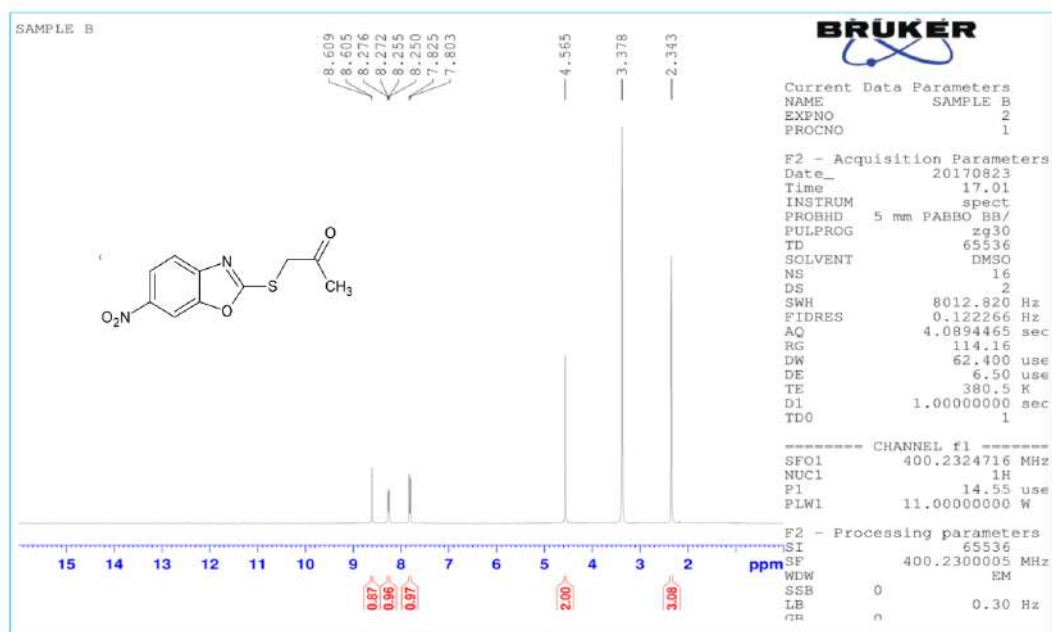 SAMPLE B
8.609
8.605
8.276
8.272
8.255
8.250
7.825
7.803
4.565
3.378
2.343
BRUKER
Current Data Parameters
NAME SAMPLE B
EXPNO 2
PROCNO 1
F2 - Acquisition Parameters
Date_ 20170823
Time 17.01
INSTRUM spect
PROBHD 5 mm PABBO BB/
PULPROG zg30
TD 65536
SOLVENT DMSO
NS 16
DS 2
SWH 8012.820 Hz
FIDRES 0.122266 Hz
AQ 4.0894465 sec
RG 114.16
DW 62.400 use
DE 6.50 use
TE 380.5 K
D1 1.00000000 sec
TD0 1
======== CHANNEL f1 =======
SFO1 400.2324716 MHz
NUC1 1H
P1 14.55 use
PLW1 11.00000000 W
F2 - Processing parameters
SI 65536
SF 400.2300005 MHz
WDW EM
SSB 0
LB 0.30 Hz
GB 0
O
N
S
CH3
O2N
O
15 14 13 12 11 10 9 8 7 6 5 4 3 2 ppm
0.87
0.96
0.97
2.00
3.08